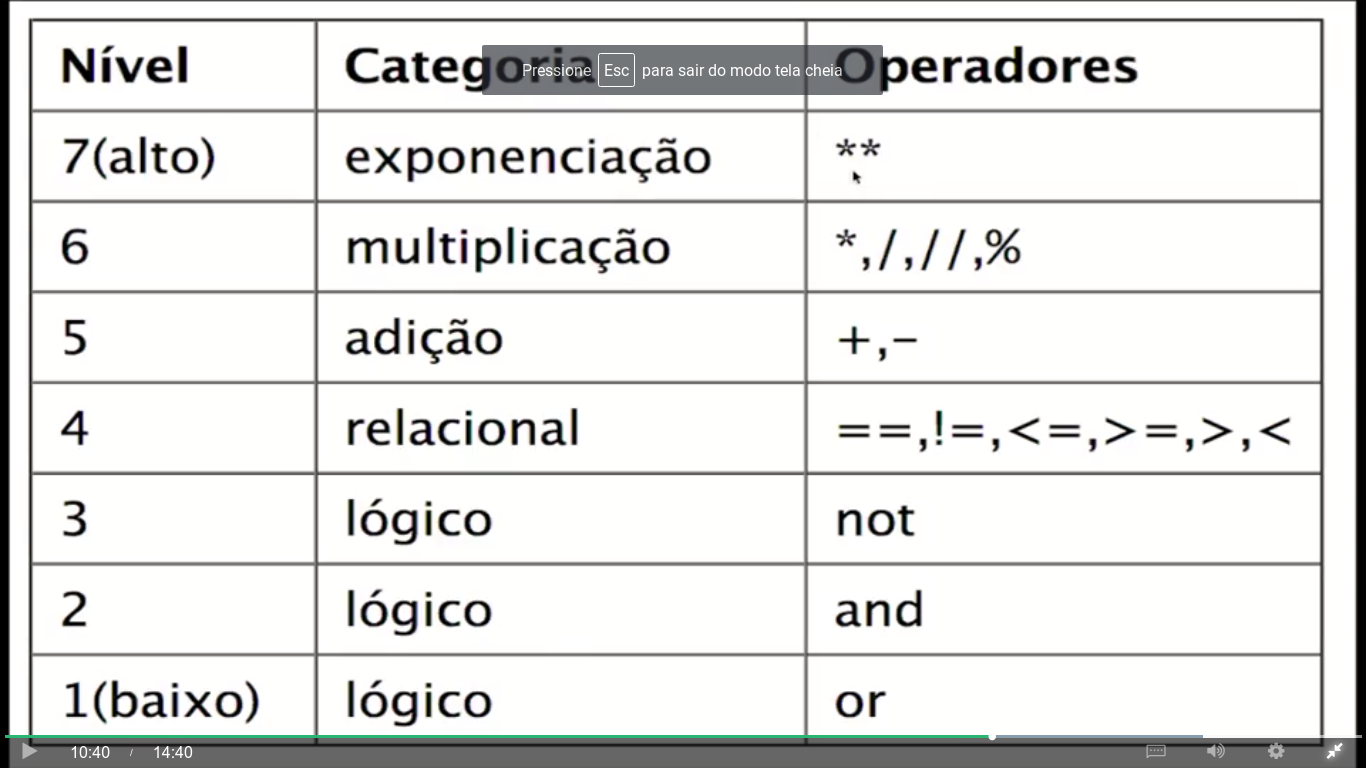 Nível Categoria Operadores
Pressione Esc para sair do modo tela cheia
7(alto) exponenciação **
6 multiplicação *,/,//,%
5 adição +,−
4 relacional ==,!=,<=,>=,>,<
3 lógico not
2 lógico and
1(baixo) lógico or
10:40 / 14:40